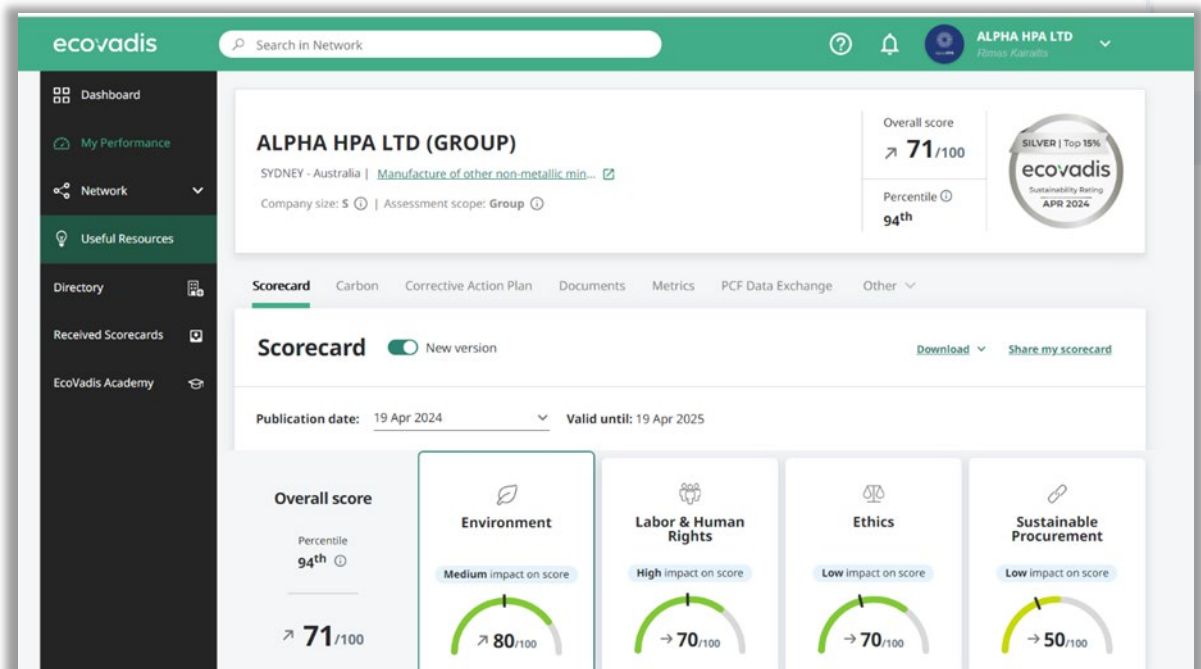 ecovadis
Search in Network
ALPHA HPA LTD
Rimas Kairaitis
Dashboard
My Performance
Network
Useful Resources
Directory
Received Scorecards
EcoVadis Academy
ALPHA HPA LTD (GROUP)
SYDNEY - Australia | Manufacture of other non-metallic min...
Company size: S | Assessment scope: Group
Overall score
71/100
Percentile
94th
SILVER | Top 15%
ecovadis
Sustainability Rating
APR 2024
Scorecard Carbon Corrective Action Plan Documents Metrics PCF Data Exchange Other
Scorecard New version
Download Share my scorecard
Publication date: 19 Apr 2024 Valid until: 19 Apr 2025
Overall score
Percentile
94th
71/100
Environment
Medium impact on score
80/100
Labor & Human
Rights
High impact on score
70/100
Ethics
Low impact on score
70/100
Sustainable
Procurement
Low impact on score
50/100